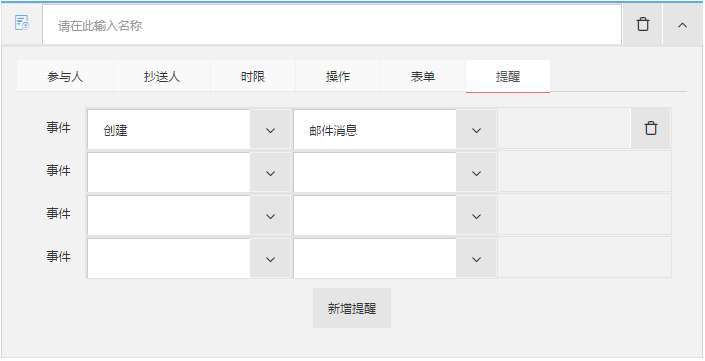 请在此输入名称
参与人 抄送人 时限 操作 表单 提醒
事件 创建 邮件消息
事件
事件
事件
新增提醒